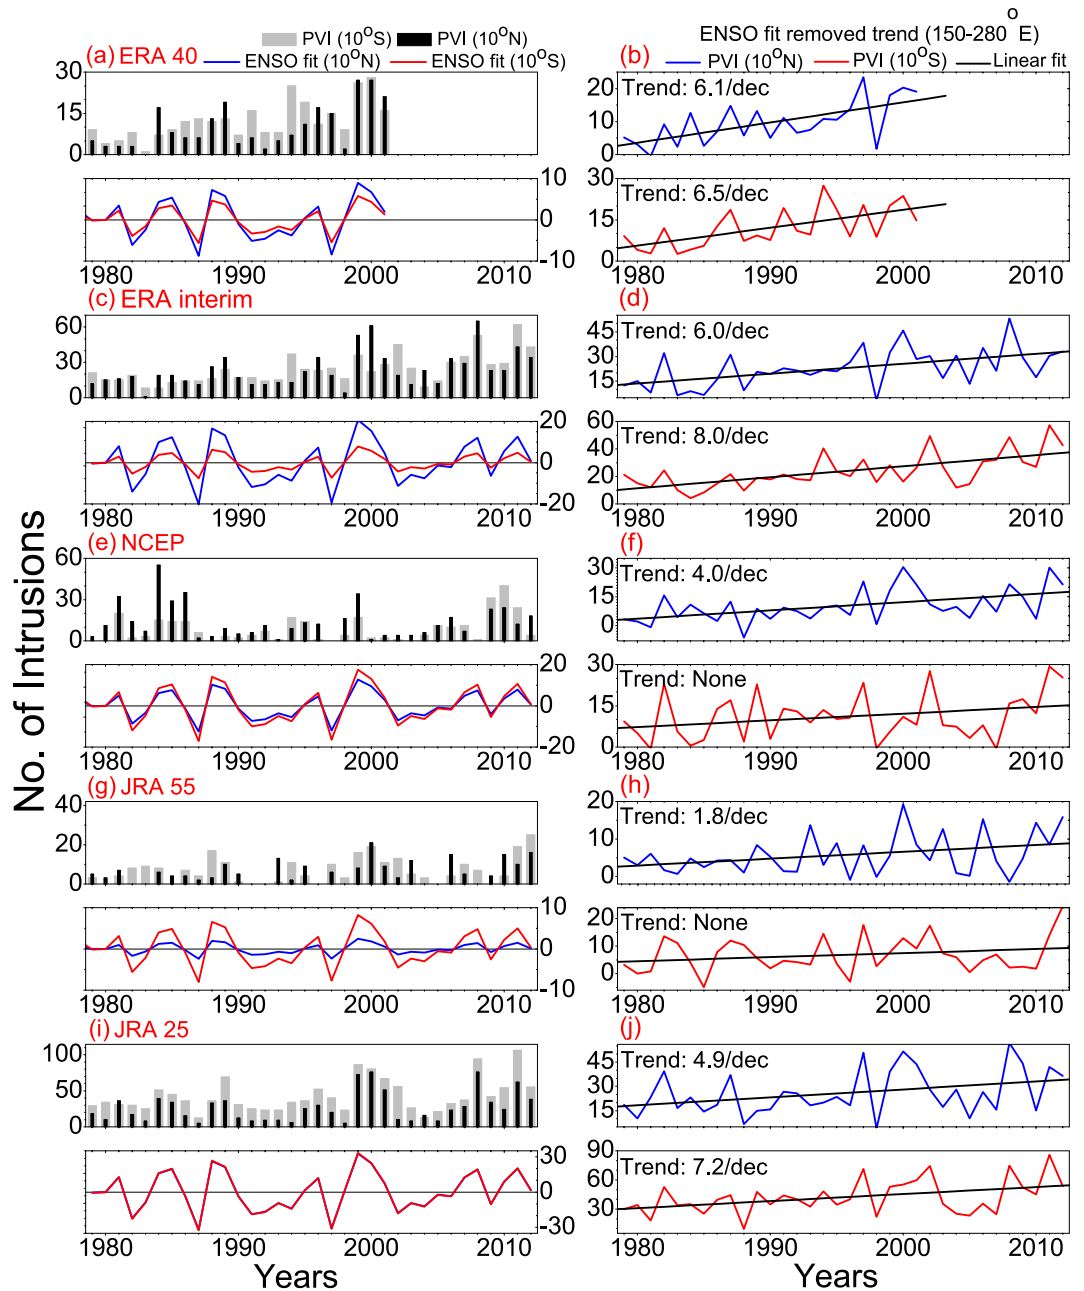 PVI (10°S) PVI (10°N)
(a) ERA 40
ENSO fit (10°N) ENSO fit (10°S)
30
15
0
10
0
-10
1980 1990 2000 2010
ENSO fit removed trend (150-280°E)
(b) PVI (10°N) PVI (10°S) Linear fit
Trend: 6.1/dec
20
10
0
Trend: 6.5/dec
30
15
0
1980 1990 2000 2010
(c) ERA interim
60
30
0
20
0
-20
1980 1990 2000 2010
(d)
Trend: 6.0/dec
45
30
15
Trend: 8.0/dec
60
40
20
0
1980 1990 2000 2010
(e) NCEP
60
30
0
20
0
-20
1980 1990 2000 2010
(f)
Trend: 4.0/dec
30
20
10
0
Trend: None
30
15
0
1980 1990 2000 2010
(g) JRA 55
40
20
0
10
0
-10
1980 1990 2000 2010
(h)
Trend: 1.8/dec
20
10
0
Trend: None
20
10
0
1980 1990 2000 2010
(i) JRA 25
100
50
0
30
0
-30
1980 1990 2000 2010
(j)
Trend: 4.9/dec
45
30
15
Trend: 7.2/dec
90
60
30
1980 1990 2000 2010
No. of Intrusions
Years
Years